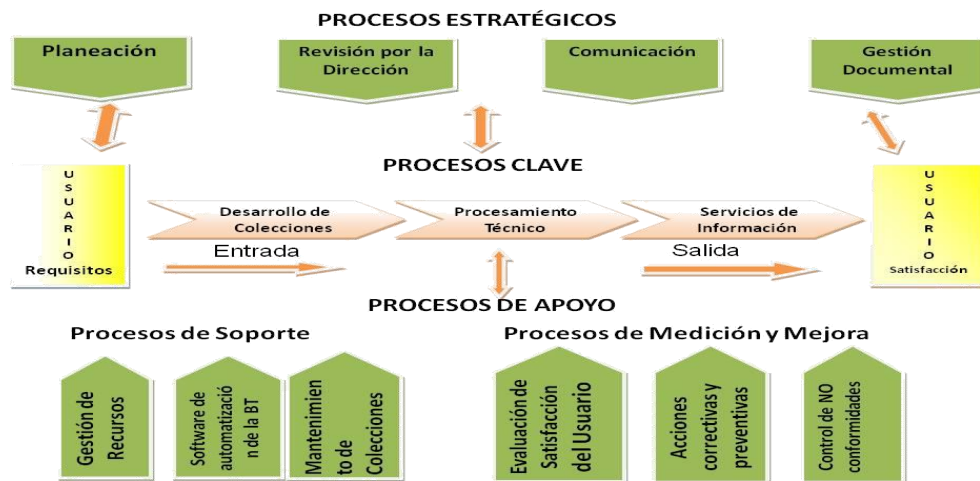 PROCESOS ESTRATÉGICOS
Planeación
Revisión por la
Dirección
Comunicación
Gestión
Documental
PROCESOS CLAVE
USUARIO
Requisitos
Desarrollo de
Colecciones
Procesamiento
Técnico
Servicios de
Información
USUARIO
Satisfacción
Entrada
Salida
PROCESOS DE APOYO
Procesos de Soporte
Procesos de Medición y Mejora
Gestión de
Recursos
Software de
automatizació
n de la BT
Mantenimien
to de
Colecciones
Evaluación de
Satisfacción
del Usuario
Acciones
correctivas y
preventivas
Control de NO
conformidades